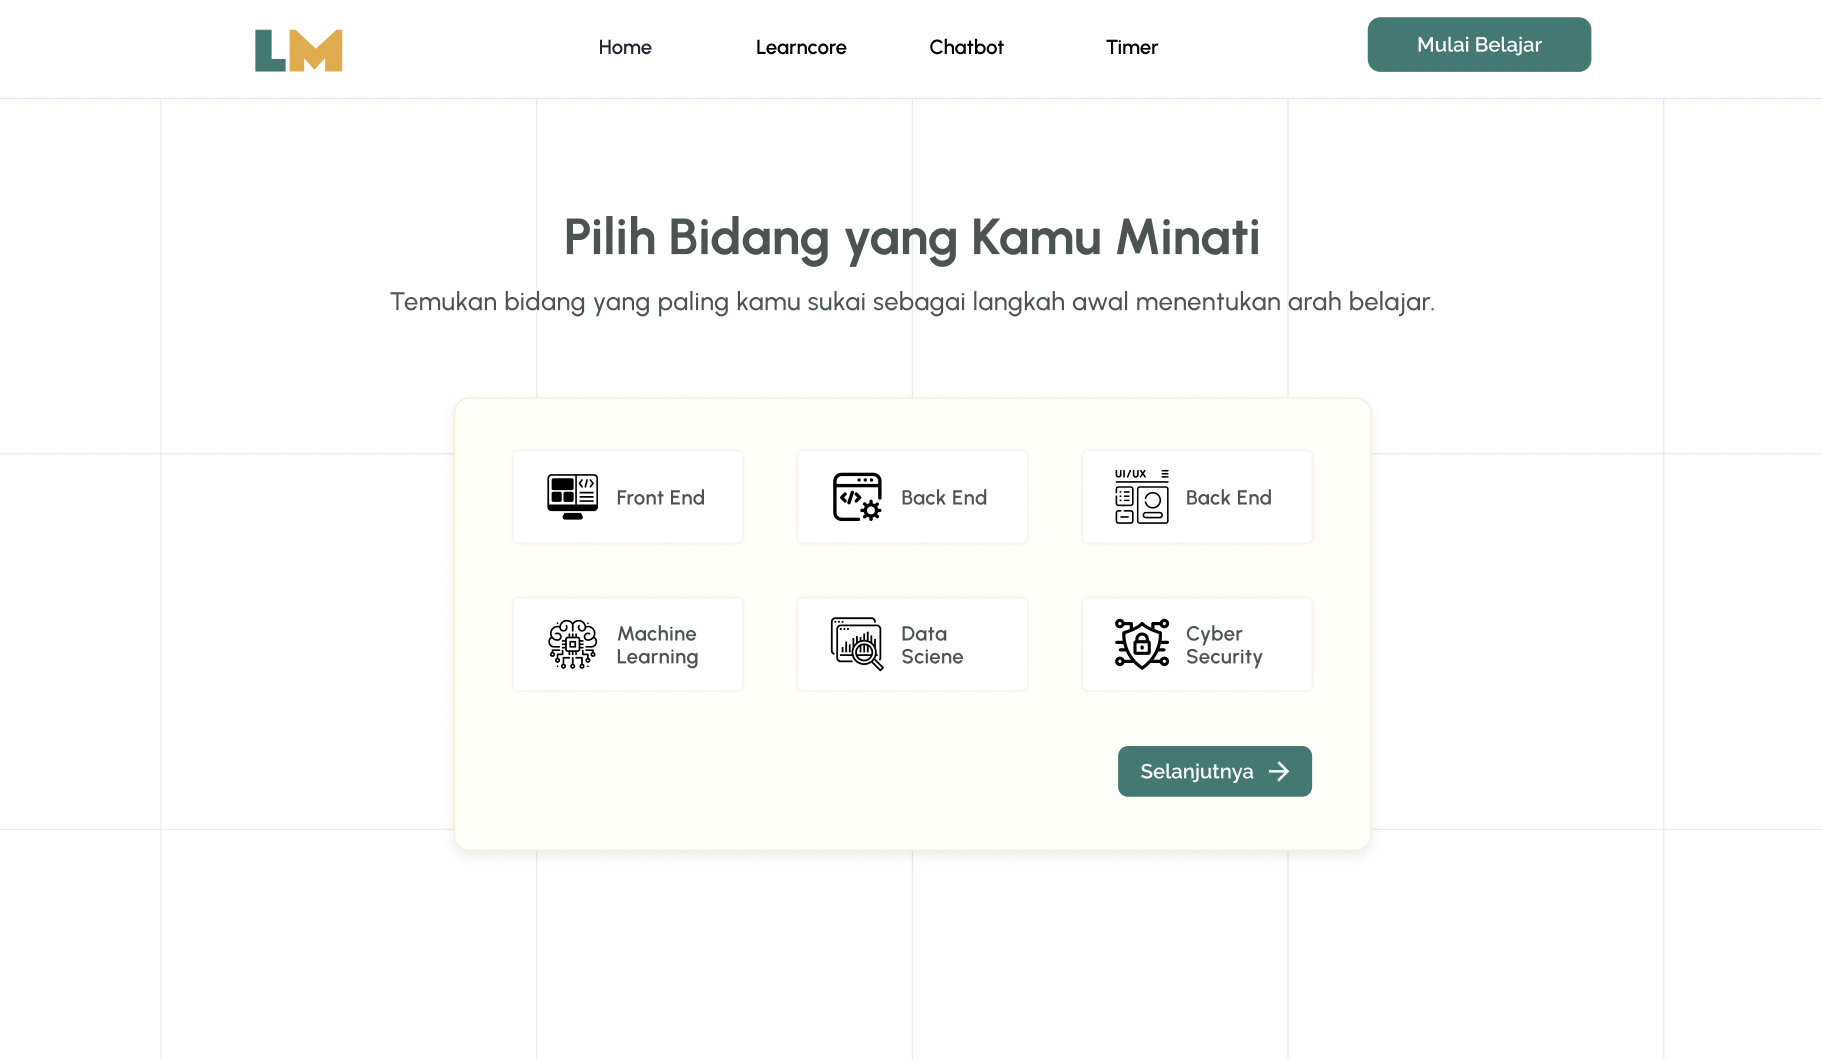 LM
Home
Learncore
Chatbot
Timer
Mulai Belajar
Pilih Bidang yang Kamu Minati
Temukan bidang yang paling kamu sukai sebagai langkah awal menentukan arah belajar.
Front End
Back End
UI/UX
Back End
Machine
Learning
Data
Sciene
Cyber
Security
Selanjutnya